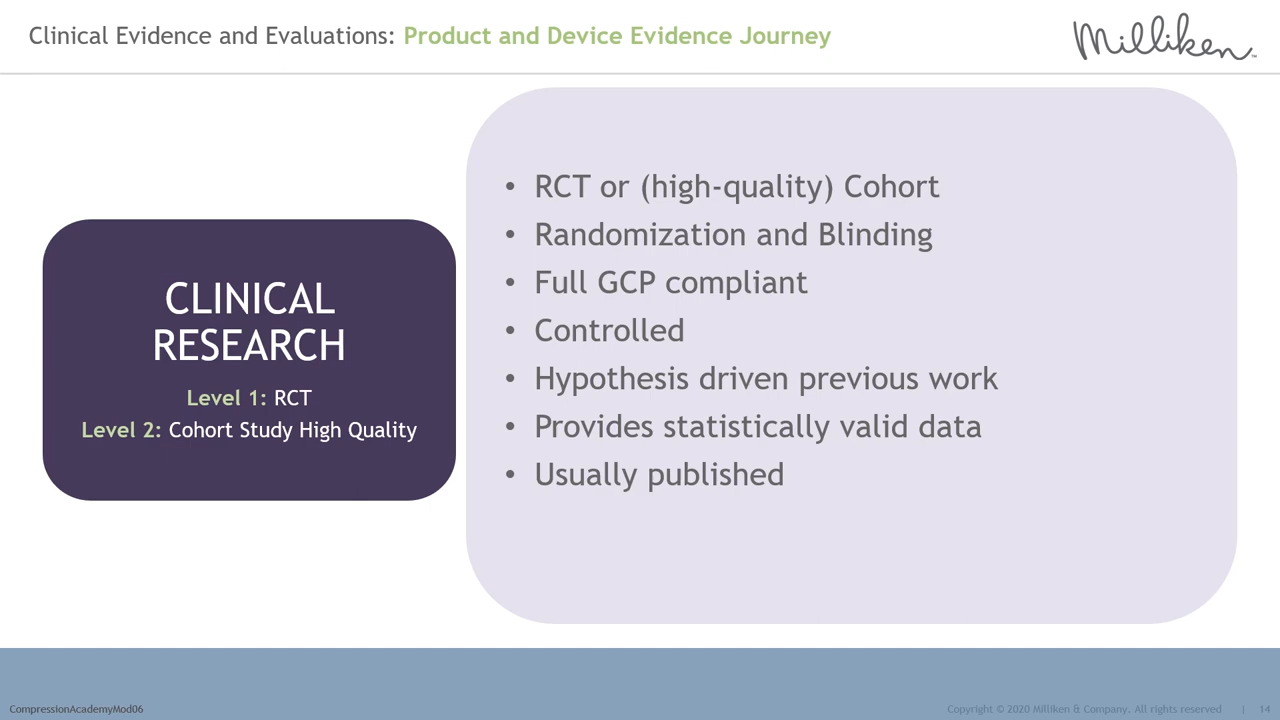 Clinical Evidence and Evaluations: Product and Device Evidence Journey
Milliken™
CLINICAL
RESEARCH
Level 1: RCT
Level 2: Cohort Study High Quality
• RCT or (high-quality) Cohort
• Randomization and Blinding
• Full GCP compliant
• Controlled
• Hypothesis driven previous work
• Provides statistically valid data
• Usually published
CompressionAcademyMod06
Copyright © 2020 Milliken & Company. All rights reserved | 14